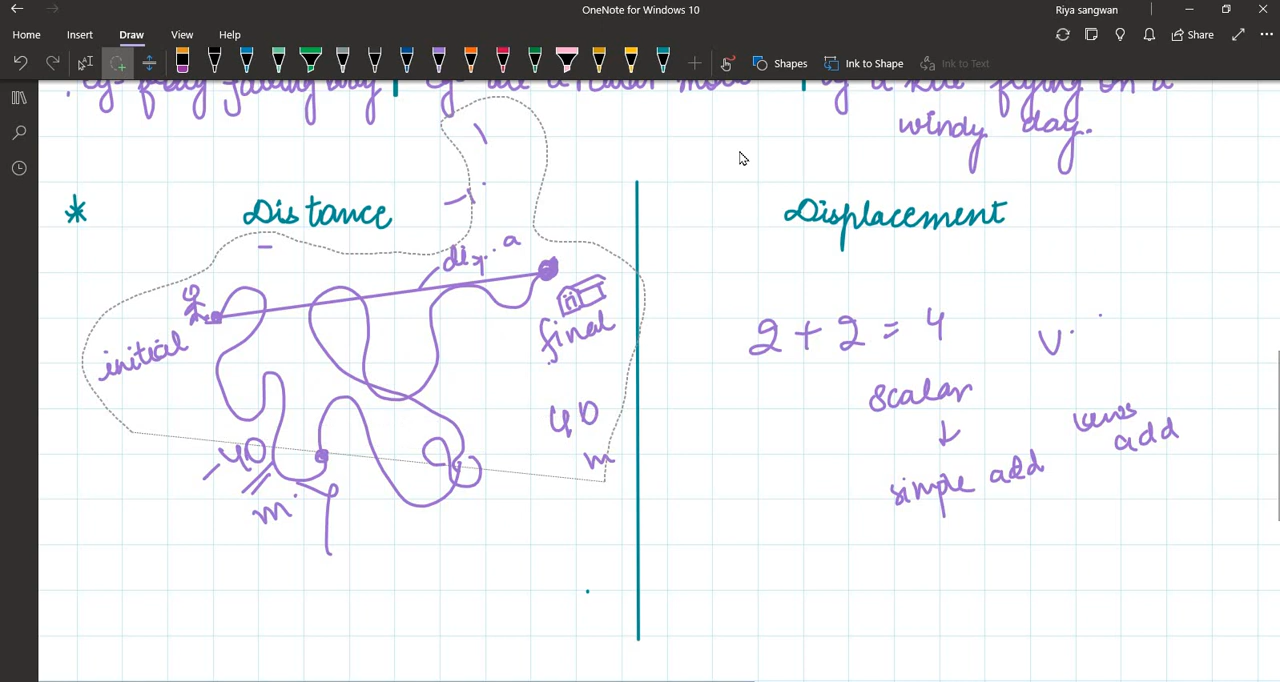 OneNote for Windows 10
Riya sangwan
Home Insert Draw View Help
Share
Shapes Ink to Shape Ink to Text
windy day.
* Distance
Displacement
initial
final
2 + 2 = 4
V.
scalar
simple add
add
40
m
-40
m